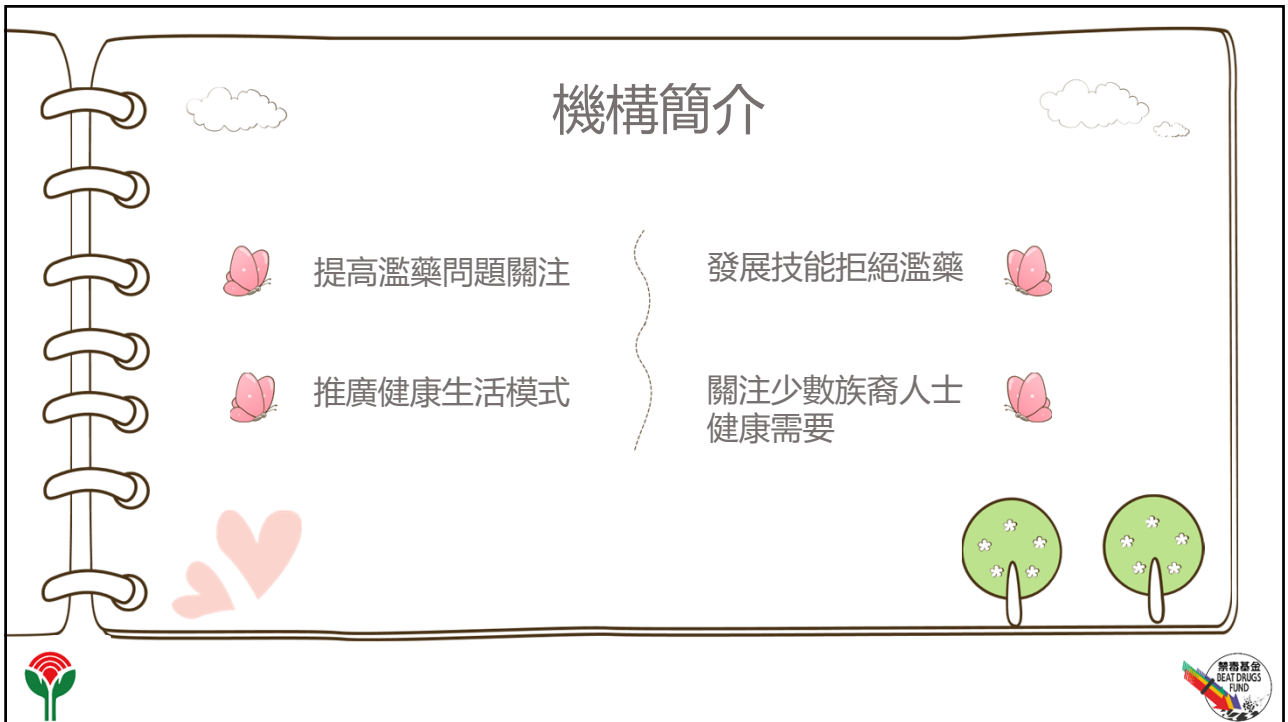 機構簡介
提高濫藥問題關注
推廣健康生活模式
發展技能拒絕濫藥
關注少數族裔人士
健康需要
禁毒基金
BEAT DRUGS
FUND